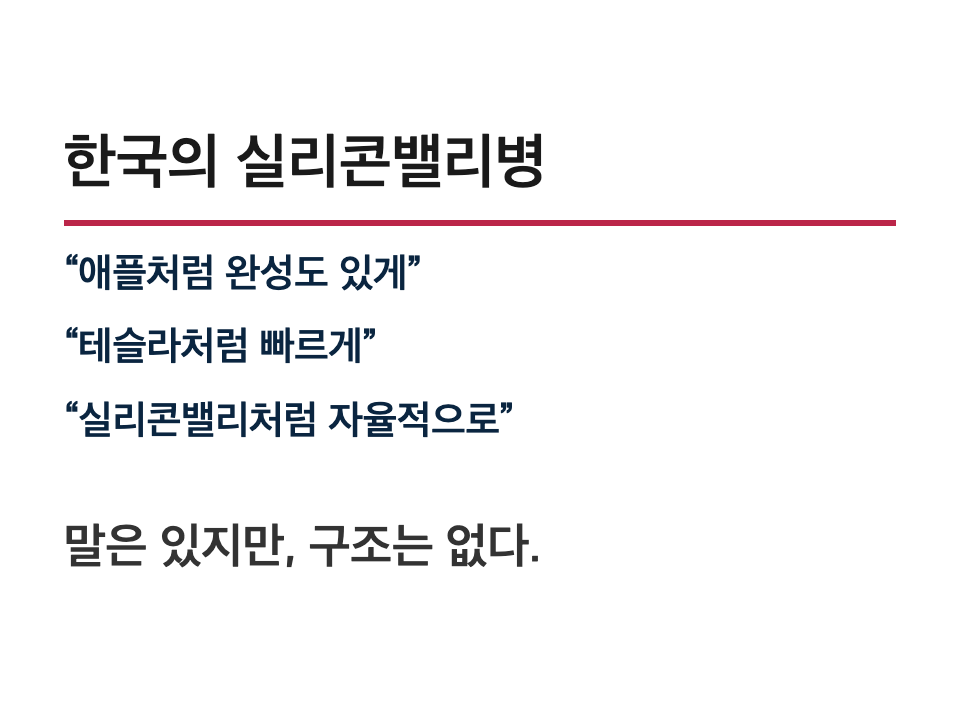 한국의 실리콘밸리병
“애플처럼 완성도 있게”
“테슬라처럼 빠르게”
“실리콘밸리처럼 자율적으로”
말은 있지만, 구조는 없다.